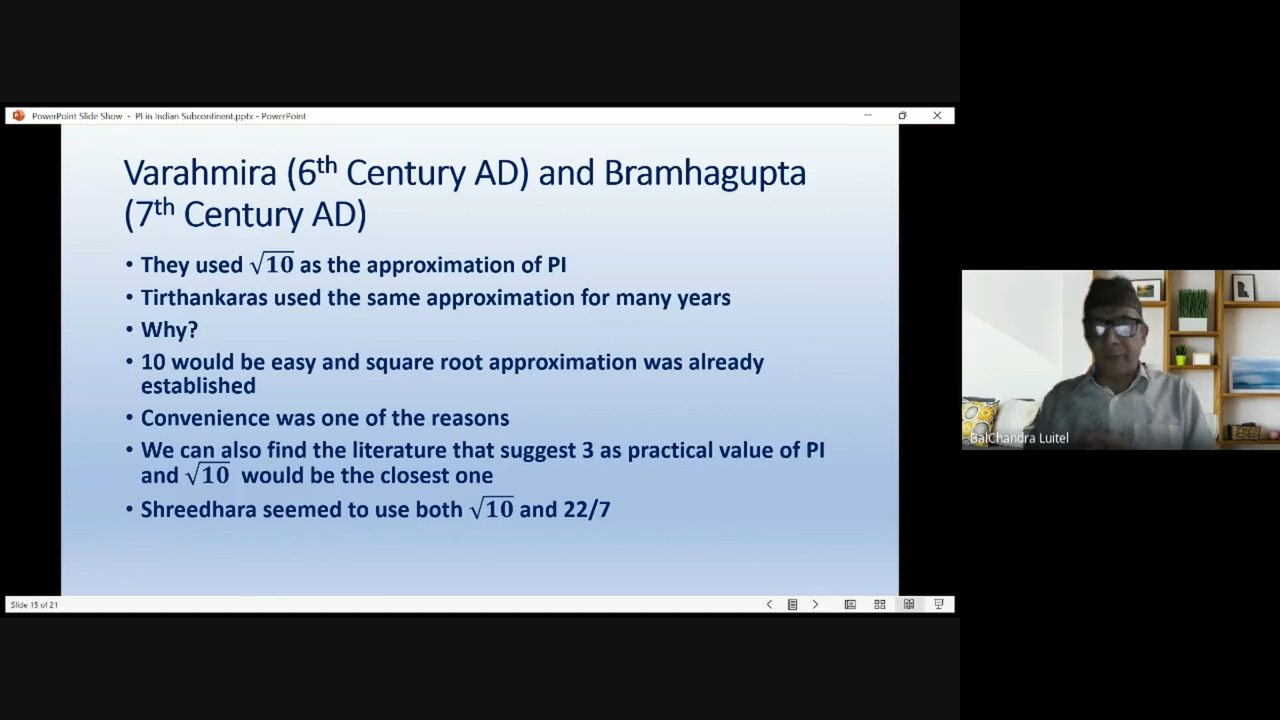 PowerPoint Slide Show - PI in Indian Subcontinent.pptx - PowerPoint
Varahmira (6th Century AD) and Bramhagupta
(7th Century AD)
• They used √10 as the approximation of PI
• Tirthankaras used the same approximation for many years
• Why?
• 10 would be easy and square root approximation was already
established
• Convenience was one of the reasons
• We can also find the literature that suggest 3 as practical value of PI
and √10 would be the closest one
• Shreedhara seemed to use both √10 and 22/7
BalChandra Luitel
Slide 15 of 21